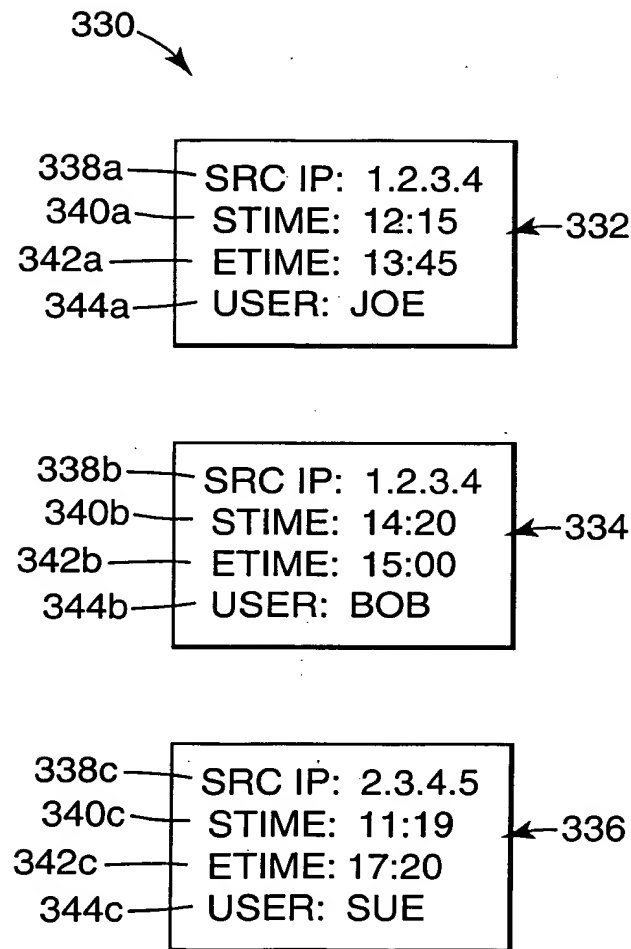 330
338a SRC IP: 1.2.3.4
340a STIME: 12:15 332
342a ETIME: 13:45
344a USER: JOE
338b SRC IP: 1.2.3.4
340b STIME: 14:20 334
342b ETIME: 15:00
344b USER: BOB
338c SRC IP: 2.3.4.5
340c STIME: 11:19 336
342c ETIME: 17:20
344c USER: SUE